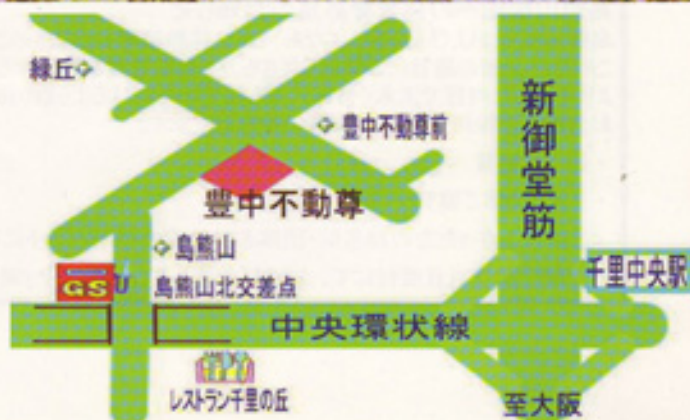 緑丘
豊中不動尊前
新御堂筋
豊中不動尊
島熊山
千里中央駅
GS
島熊山北交差点
中央環状線
レストラン千里の丘
至大阪